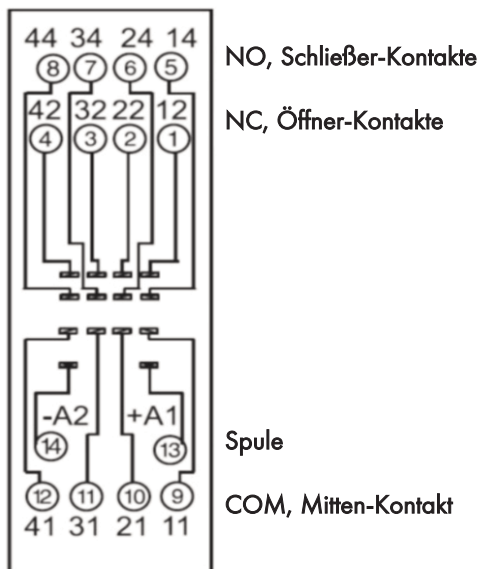 44 34 24 14
8 7 6 5
NO, Schließer-Kontakte
42 32 22 12
4 3 2 1
NC, Öffner-Kontakte
-A2 +A1
14 13
Spule
12 11 10 9
COM, Mitten-Kontakt
41 31 21 11